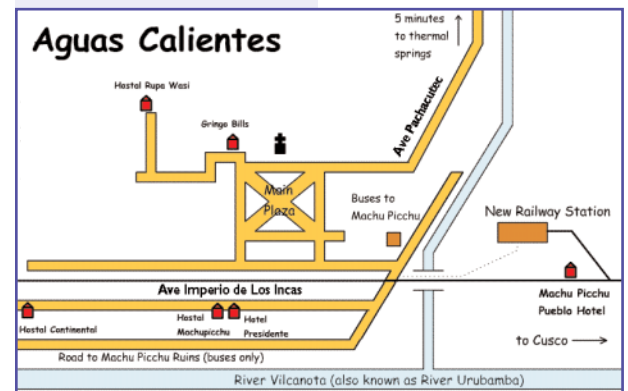 Aguas Calientes
5 minutes
to thermal
springs
Hostal Rupa Wasi
Gringo Bills
Ave Pachacutec
Main
Plaza
Buses to
Machu Picchu
New Railway Station
Ave Imperio de Los Incas
Machu Picchu
Pueblo Hotel
Hostal Continental
Hostal
Machupicchu
Hotel
Presidente
to Cusco
Road to Machu Picchu Ruins (buses only)
River Vilcanota (also known as River Urubamba)